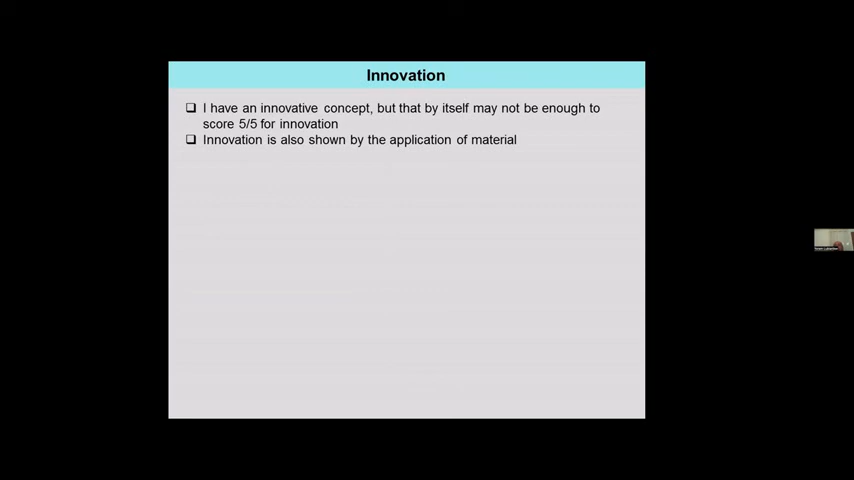 Innovation
❑ I have an innovative concept, but that by itself may not be enough to
score 5/5 for innovation
❑ Innovation is also shown by the application of material